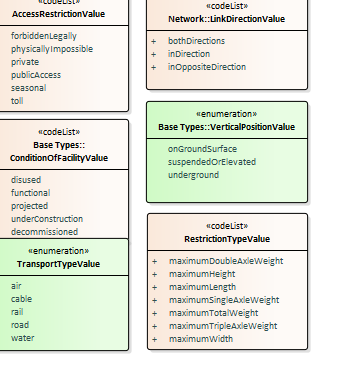 «codeList»
AccessRestrictionValue
forbiddenLegally
physicallyImpossible
private
publicAccess
seasonal
toll
«codeList»
Base Types::
ConditionOfFacilityValue
disused
functional
projected
underConstruction
decommissioned
«enumeration»
TransportTypeValue
air
cable
rail
road
water
«codeList»
Network::LinkDirectionValue
+ bothDirections
+ inDirection
+ inOppositeDirection
«enumeration»
Base Types::VerticalPositionValue
onGroundSurface
suspendedOrElevated
underground
«codeList»
RestrictionTypeValue
+ maximumDoubleAxleWeight
+ maximumHeight
+ maximumLength
+ maximumSingleAxleWeight
+ maximumTotalWeight
+ maximumTripleAxleWeight
+ maximumWidth